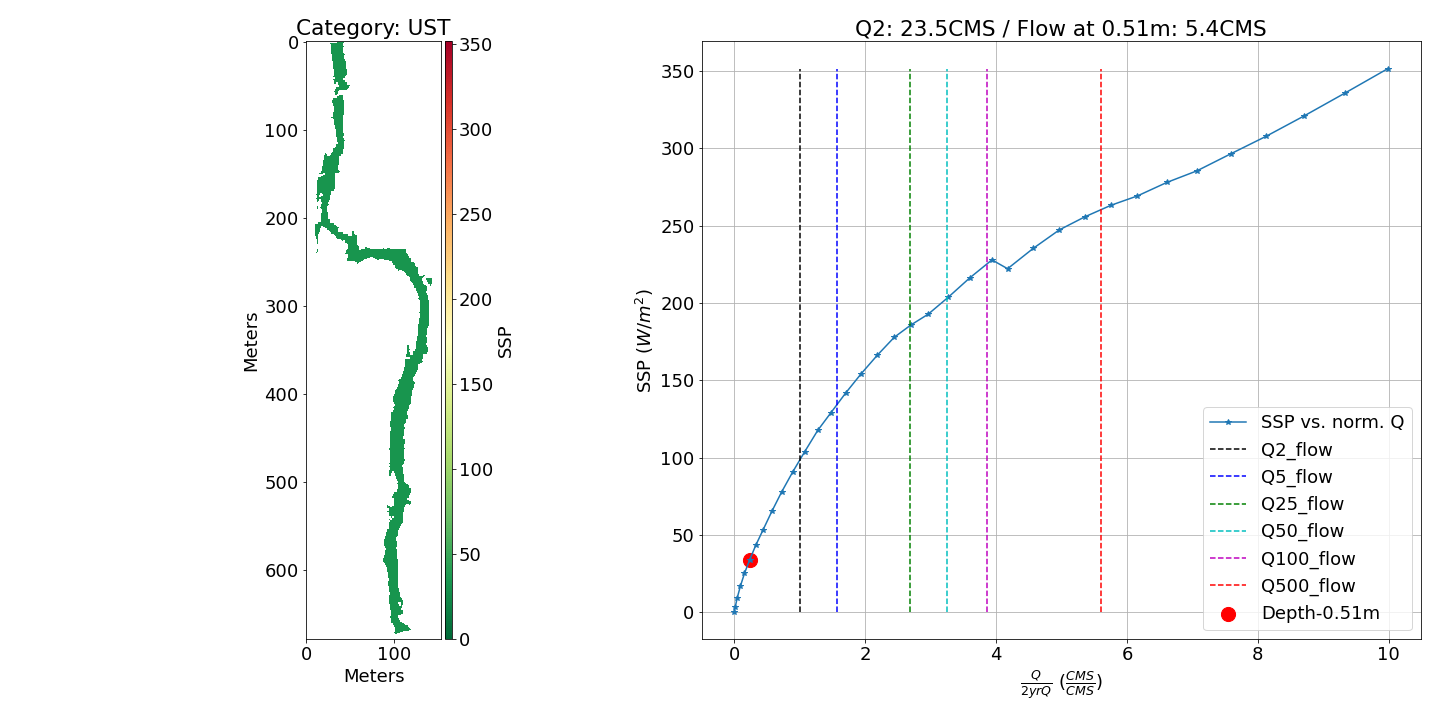 Category: UST
0
100
200
300
400
500
600
Meters
0
100
Meters
350
300
250
200
150
100
50
0
SSP
Q2: 23.5CMS / Flow at 0.51m: 5.4CMS
350
300
250
200
150
100
50
0
SSP (W/m²)
0
2
4
6
8
10
Q/2yrQ (CMS/CMS)
SSP vs. norm. Q
Q2_flow
Q5_flow
Q25_flow
Q50_flow
Q100_flow
Q500_flow
Depth-0.51m